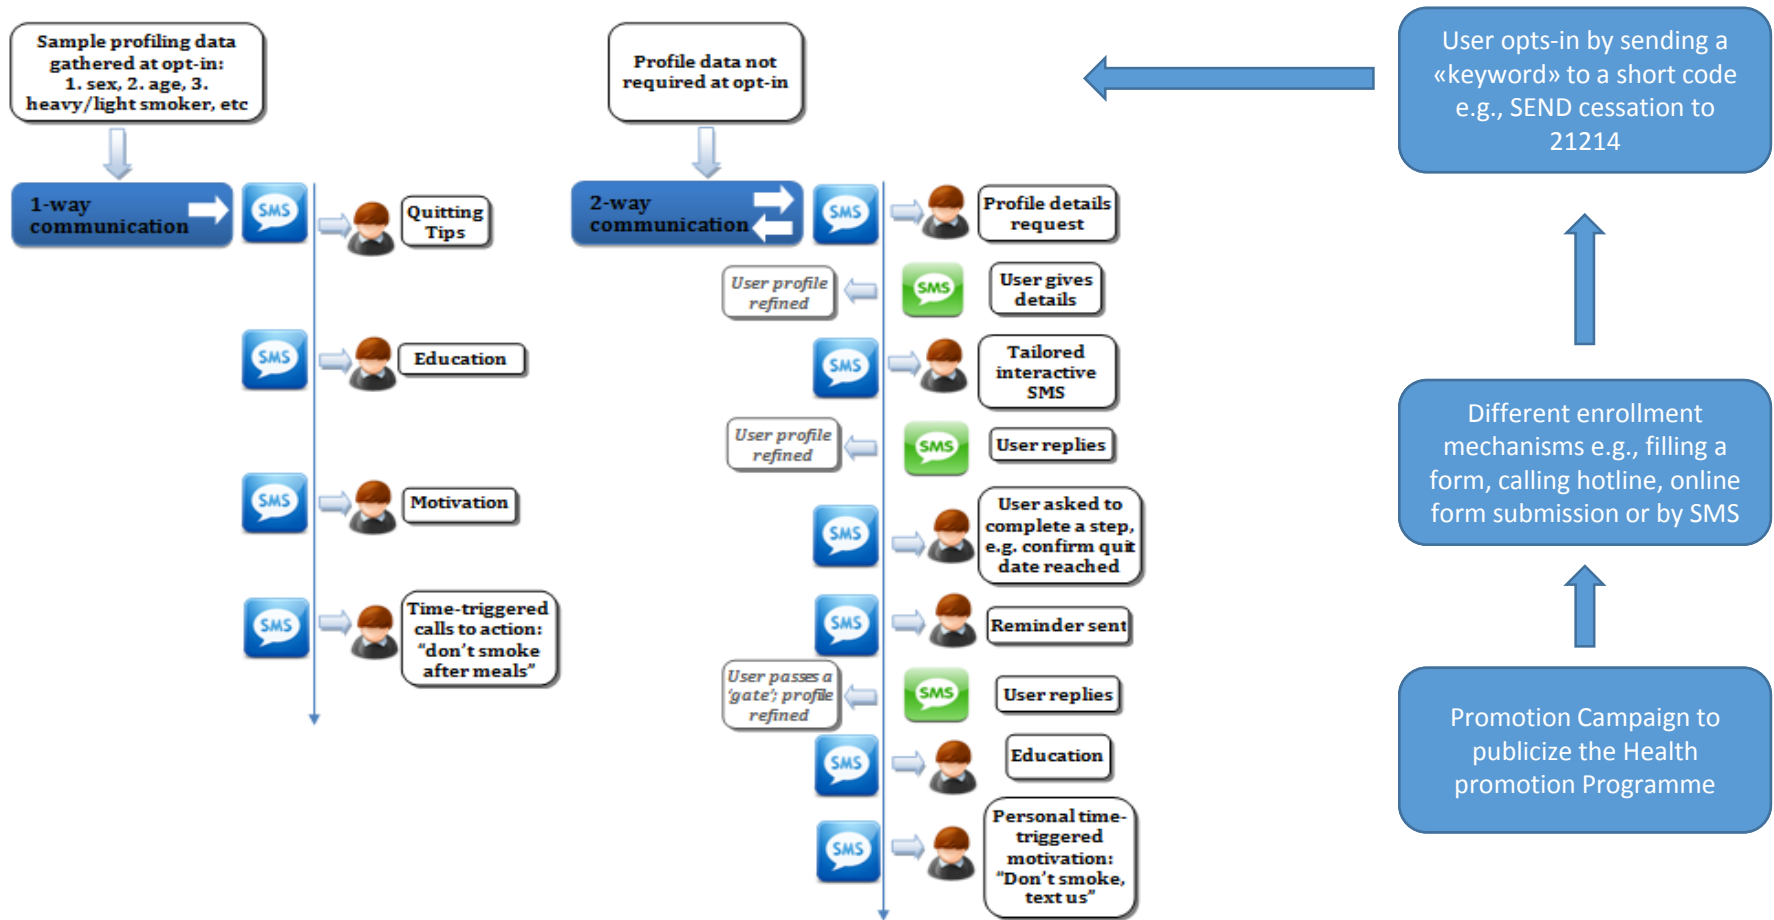 Sample profiling data
gathered at opt-in:
1. sex, 2. age, 3.
heavy/light smoker, etc
1-way
communication
SMS
Quitting
Tips
SMS
Education
SMS
Motivation
SMS
Time-triggered
calls to action:
“don’t smoke
after meals”
Profile data not
required at opt-in
2-way
communication
SMS
Profile details
request
User profile
refined
SMS
User gives
details
SMS
Tailored
interactive
SMS
User profile
refined
SMS
User replies
SMS
User asked to
complete a step,
e.g. confirm quit
date reached
SMS
Reminder sent
User passes a
‘gate’; profile
refined
SMS
User replies
SMS
Education
SMS
Personal time-
triggered
motivation:
“Don’t smoke,
text us”
User opts-in by sending a
«keyword» to a short code
e.g., SEND cessation to
21214
Different enrollment
mechanisms e.g., filling a
form, calling hotline, online
form submission or by SMS
Promotion Campaign to
publicize the Health
promotion Programme